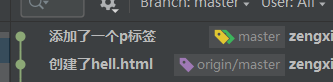 Branch: master User: All
添加了一个p标签 master zengxi
创建了hell.html origin/master zengxi